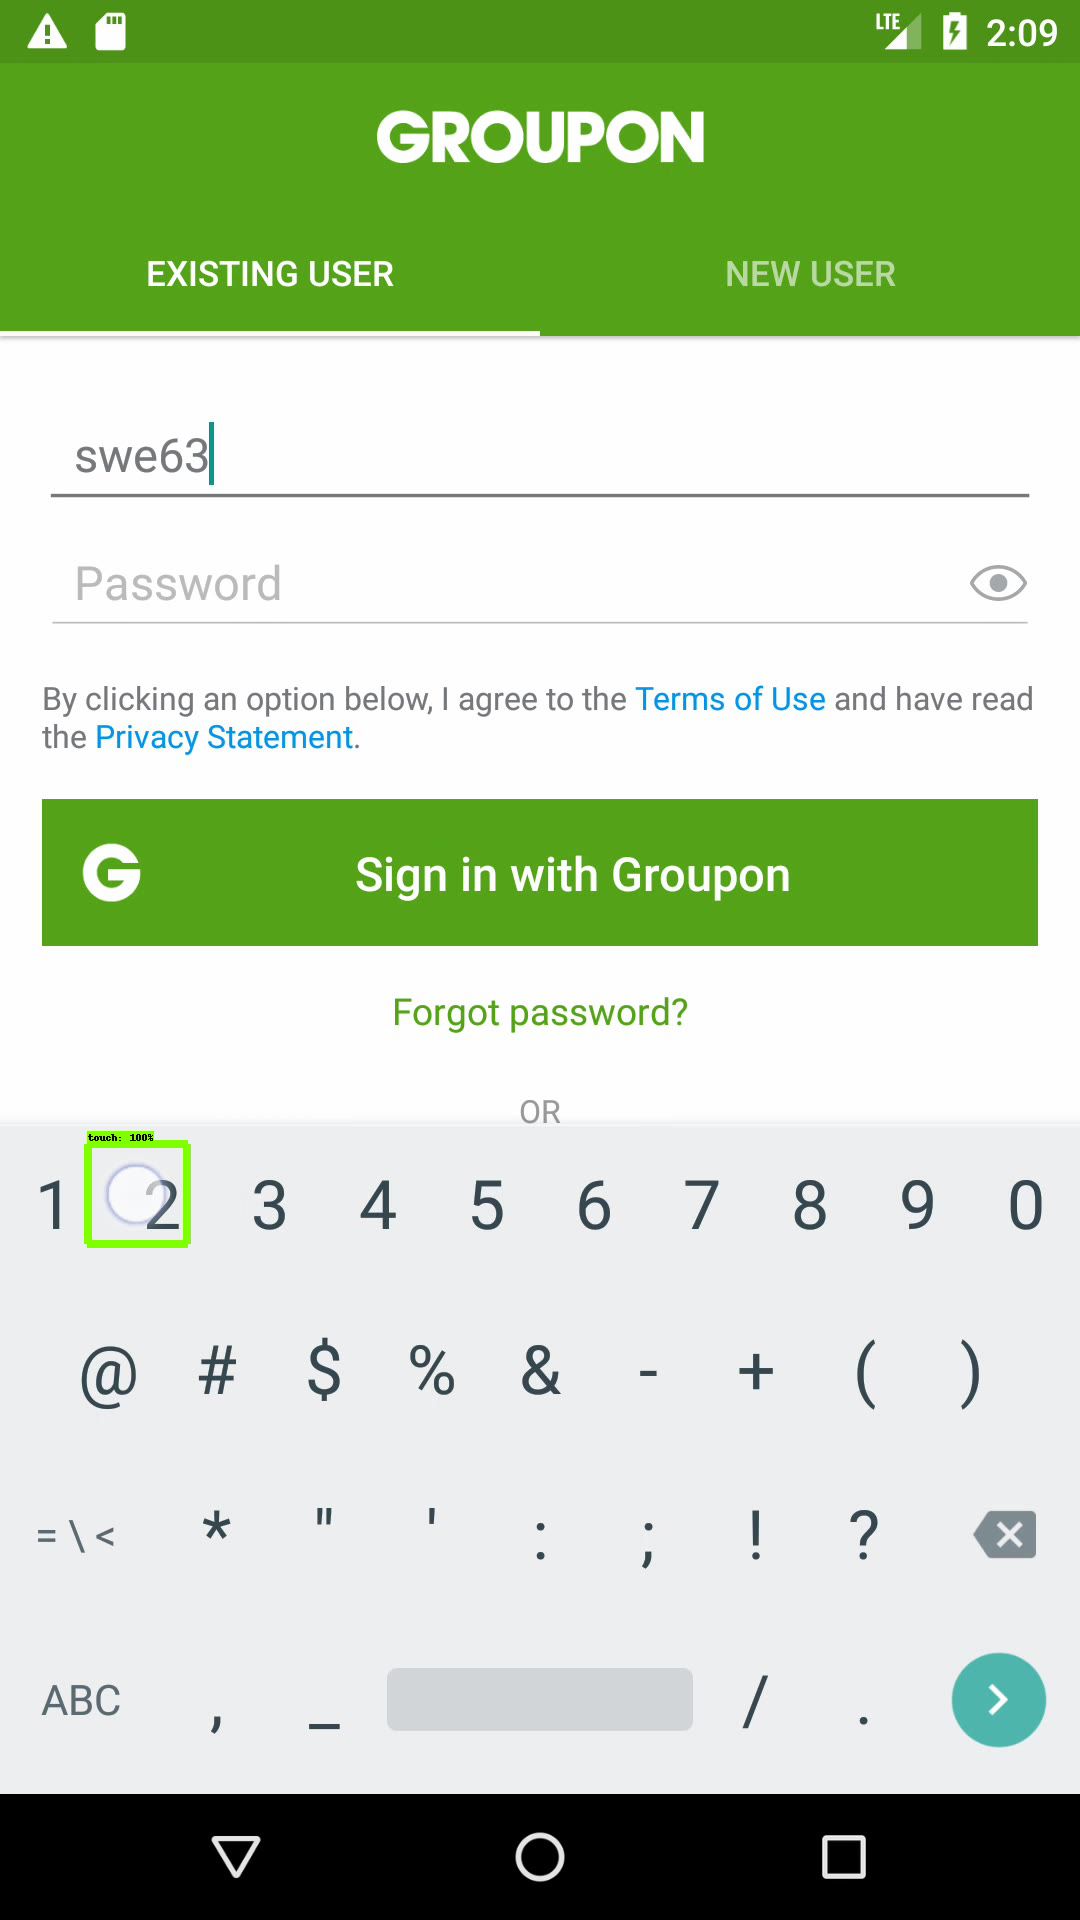 LTE 2:09
GROUPON
EXISTING USER NEW USER
swe63
Password
By clicking an option below, I agree to the Terms of Use and have read
the Privacy Statement.
G Sign in with Groupon
Forgot password?
OR
touch: 100%
1 2 3 4 5 6 7 8 9 0
@ # $ % & - + ( )
= \ < * " ' : ; ! ?
ABC , _ / .